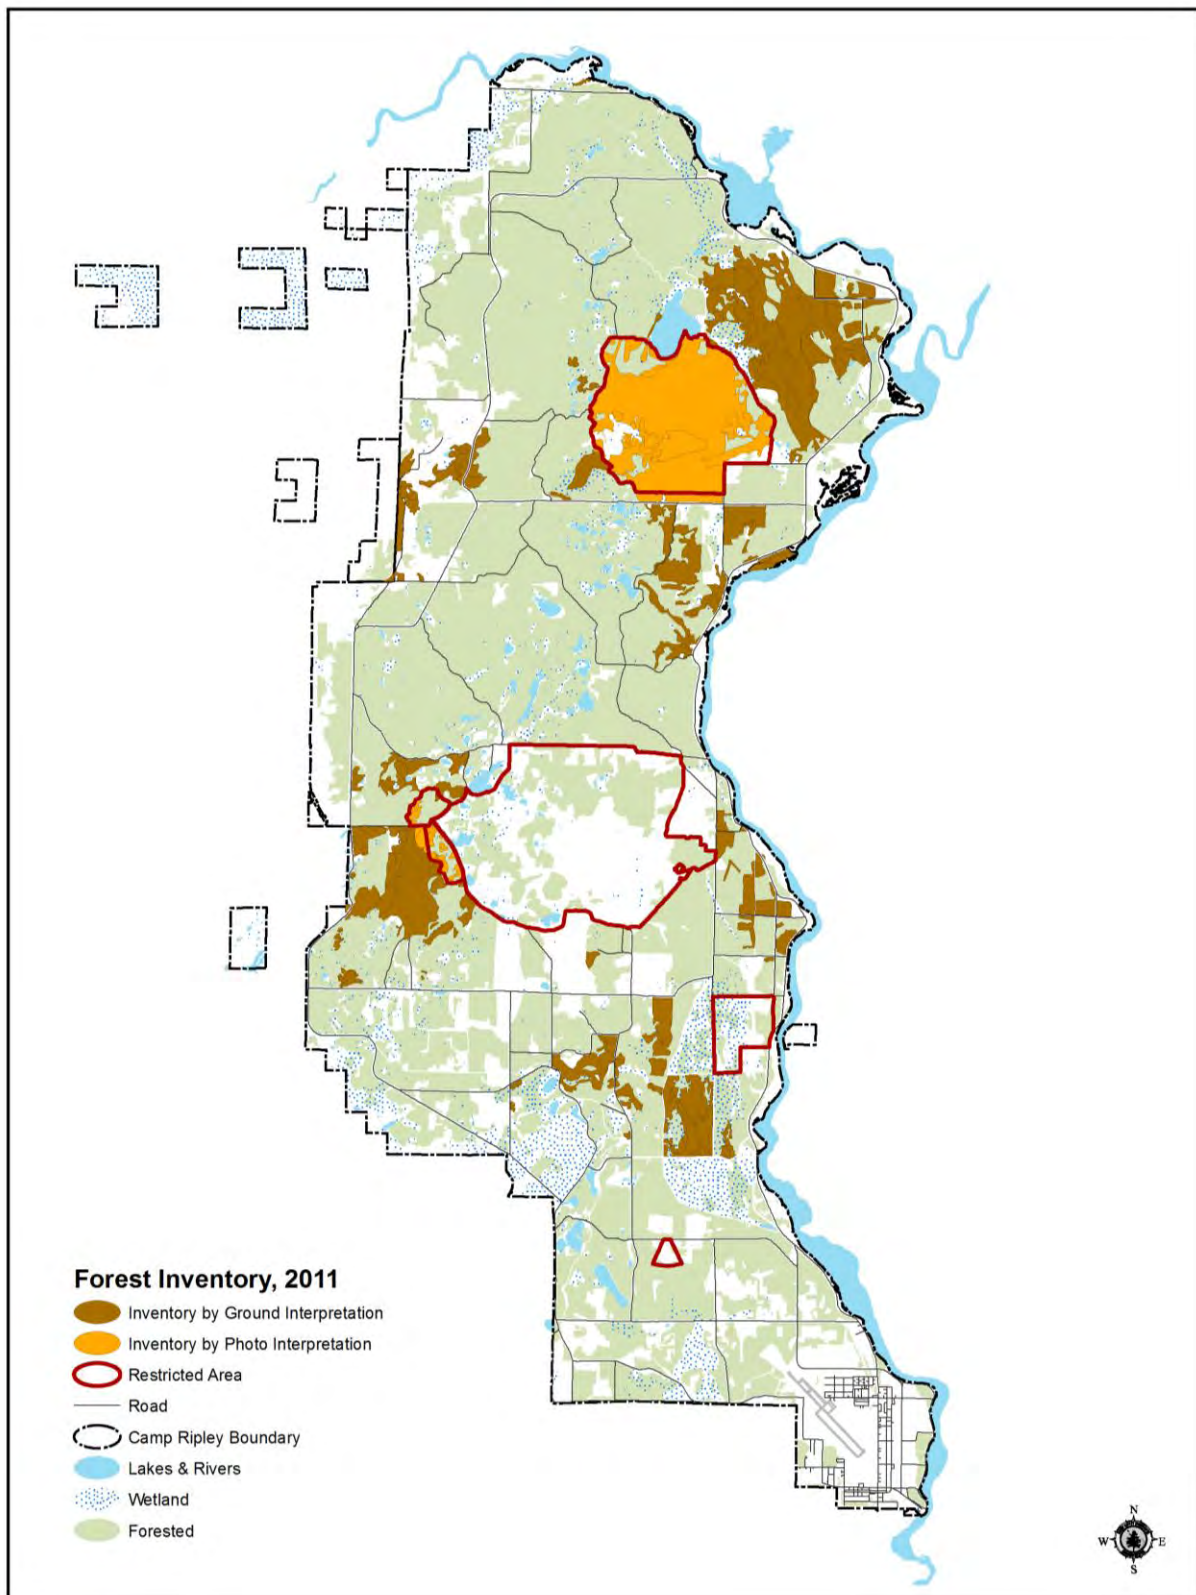 Forest Inventory, 2011
Inventory by Ground Interpretation
Inventory by Photo Interpretation
Restricted Area
Road
Camp Ripley Boundary
Lakes & Rivers
Wetland
Forested
N
W E
S